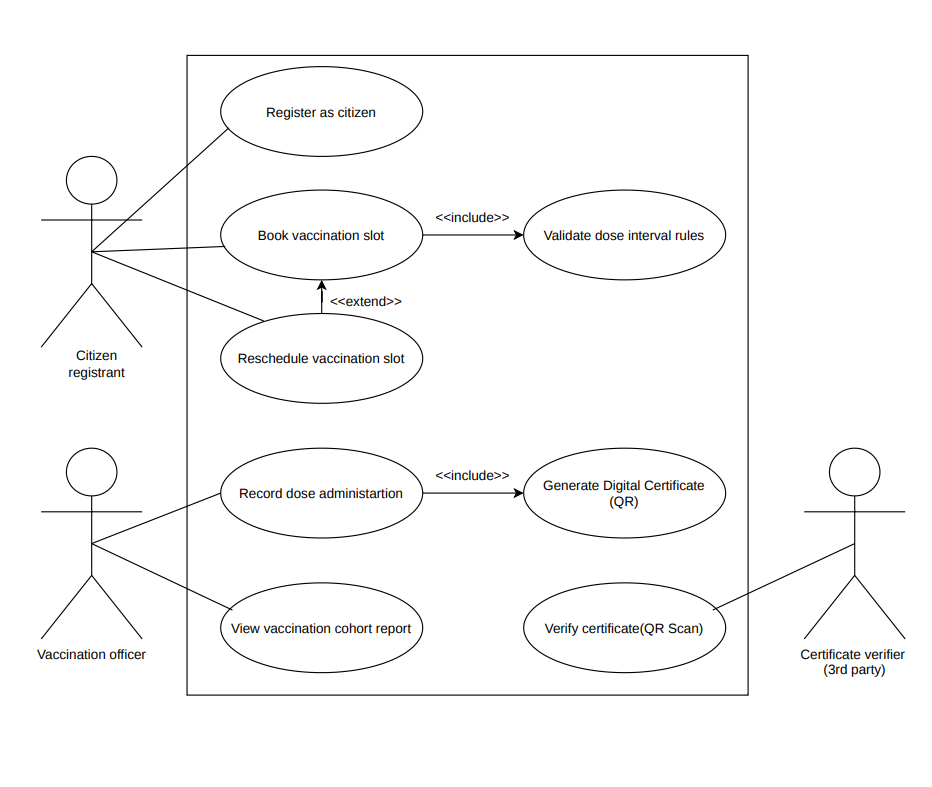 Register as citizen
Book vaccination slot
<<include>>
Validate dose interval rules
<<extend>>
Reschedule vaccination slot
Citizen
registrant
Record dose administartion
<<include>>
Generate Digital Certificate
(QR)
View vaccination cohort report
Verify certificate(QR Scan)
Vaccination officer
Certificate verifier
(3rd party)